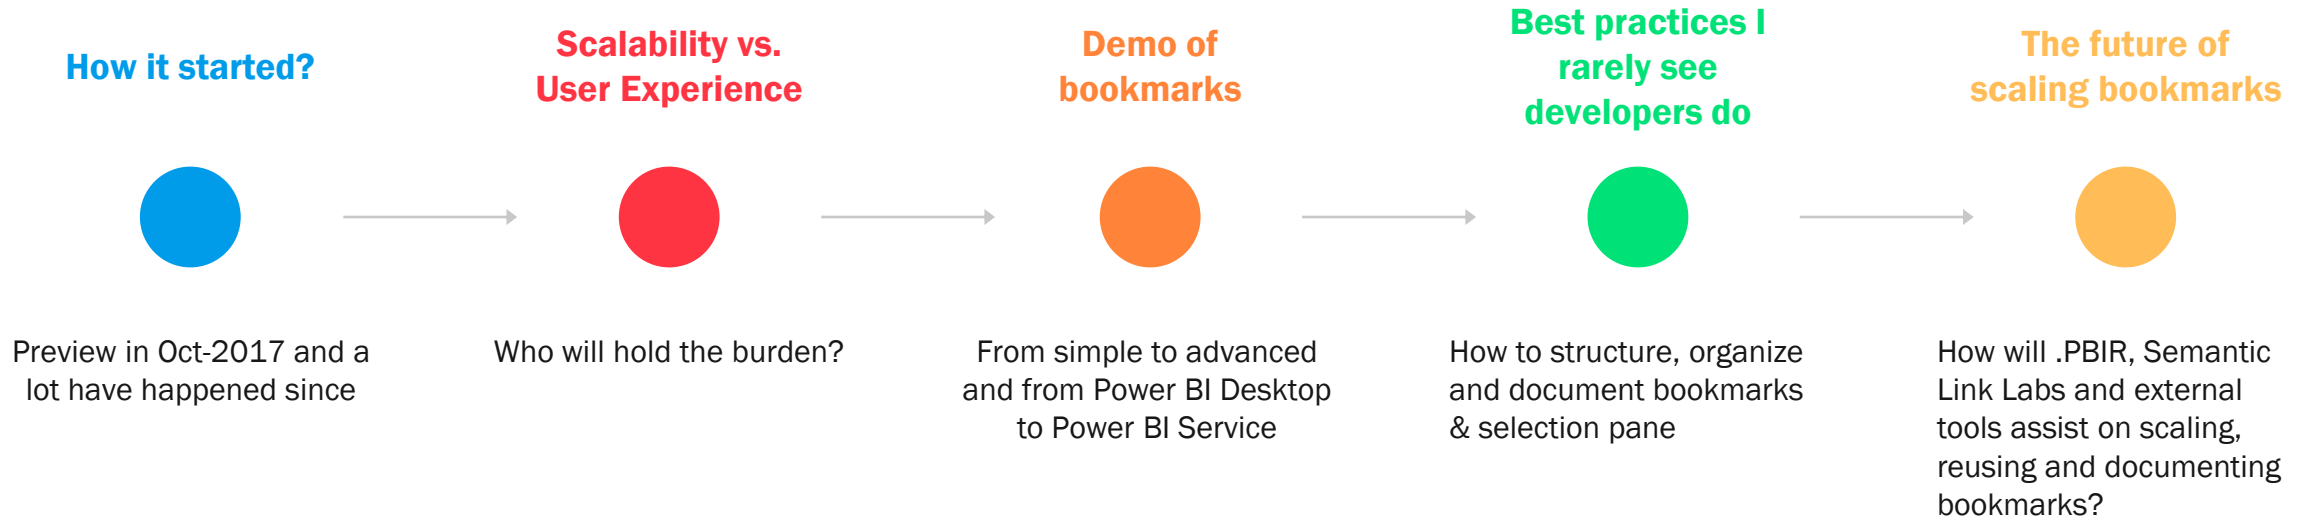 How it started?
Preview in Oct-2017 and a
lot have happened since
Scalability vs.
User Experience
Who will hold the burden?
Demo of
bookmarks
From simple to advanced
and from Power BI Desktop
to Power BI Service
Best practices I
rarely see
developers do
How to structure, organize
and document bookmarks
& selection pane
The future of
scaling bookmarks
How will .PBIR, Semantic
Link Labs and external
tools assist on scaling,
reusing and documenting
bookmarks?